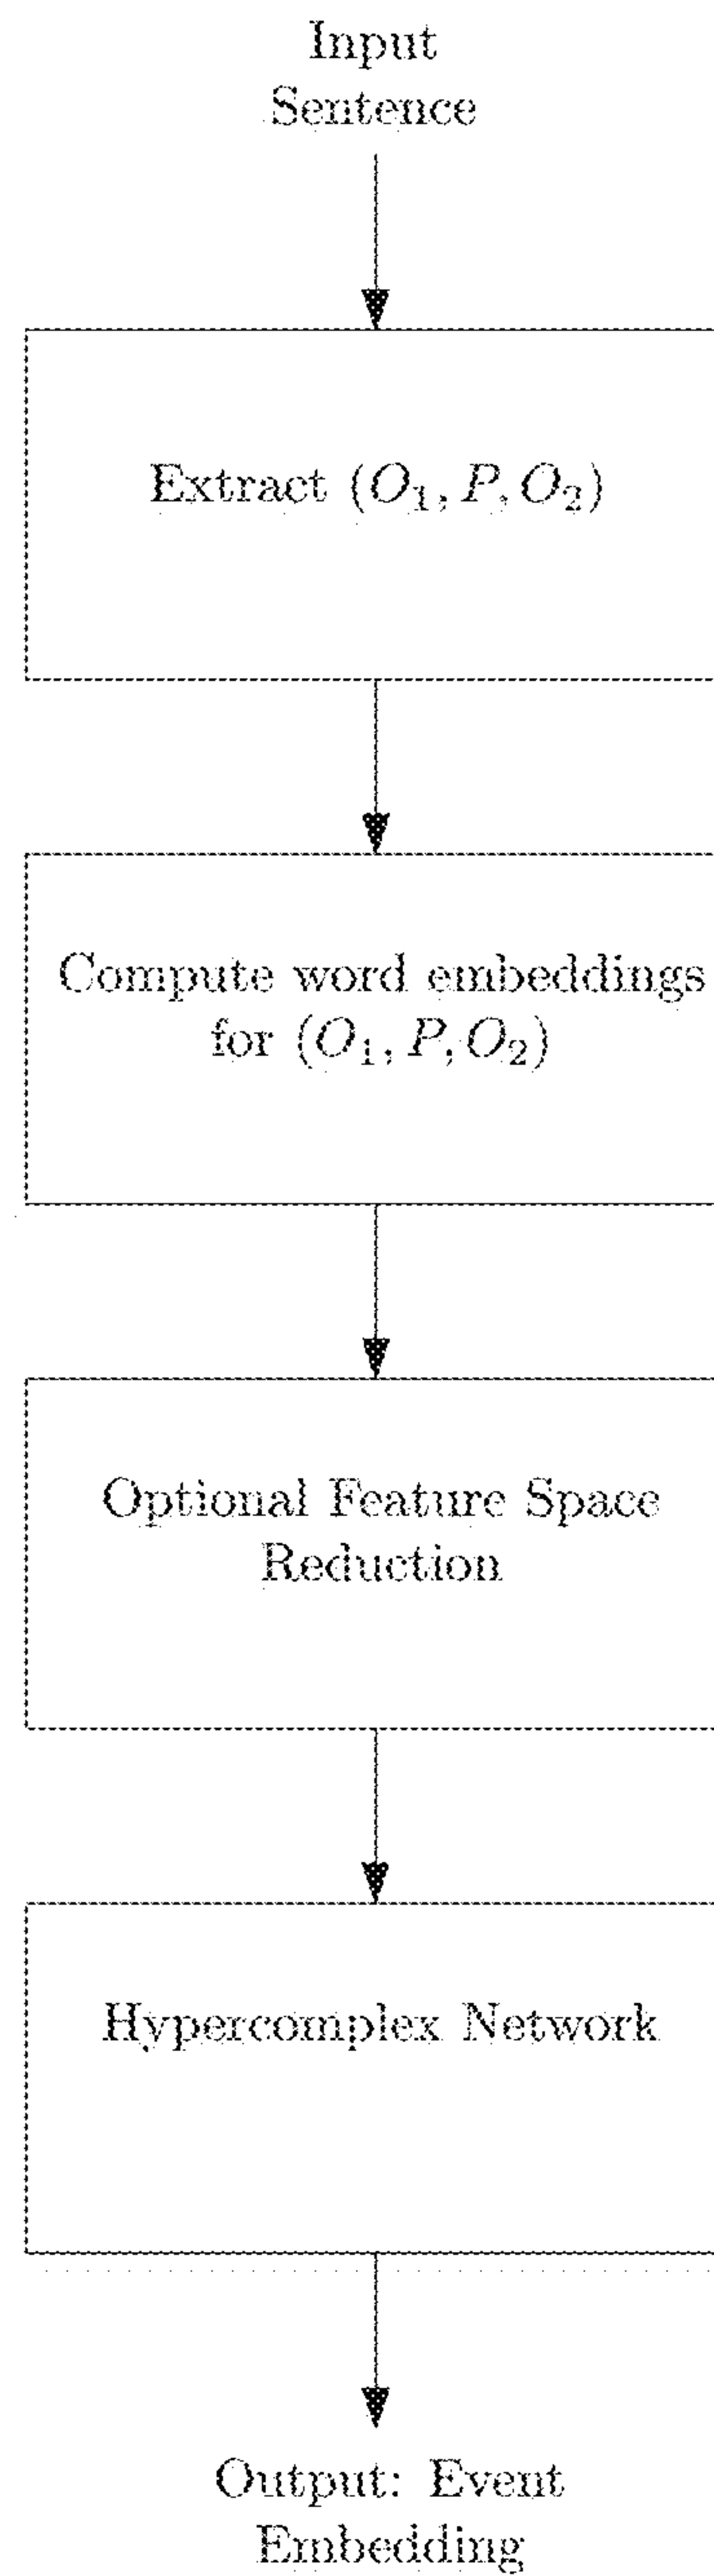 Input
Sentence
Extract (O₁, P, O₂)
Compute word embeddings
for (O₁, P, O₂)
Optional Feature Space
Reduction
Hypercomplex Network
Output: Event
Embedding